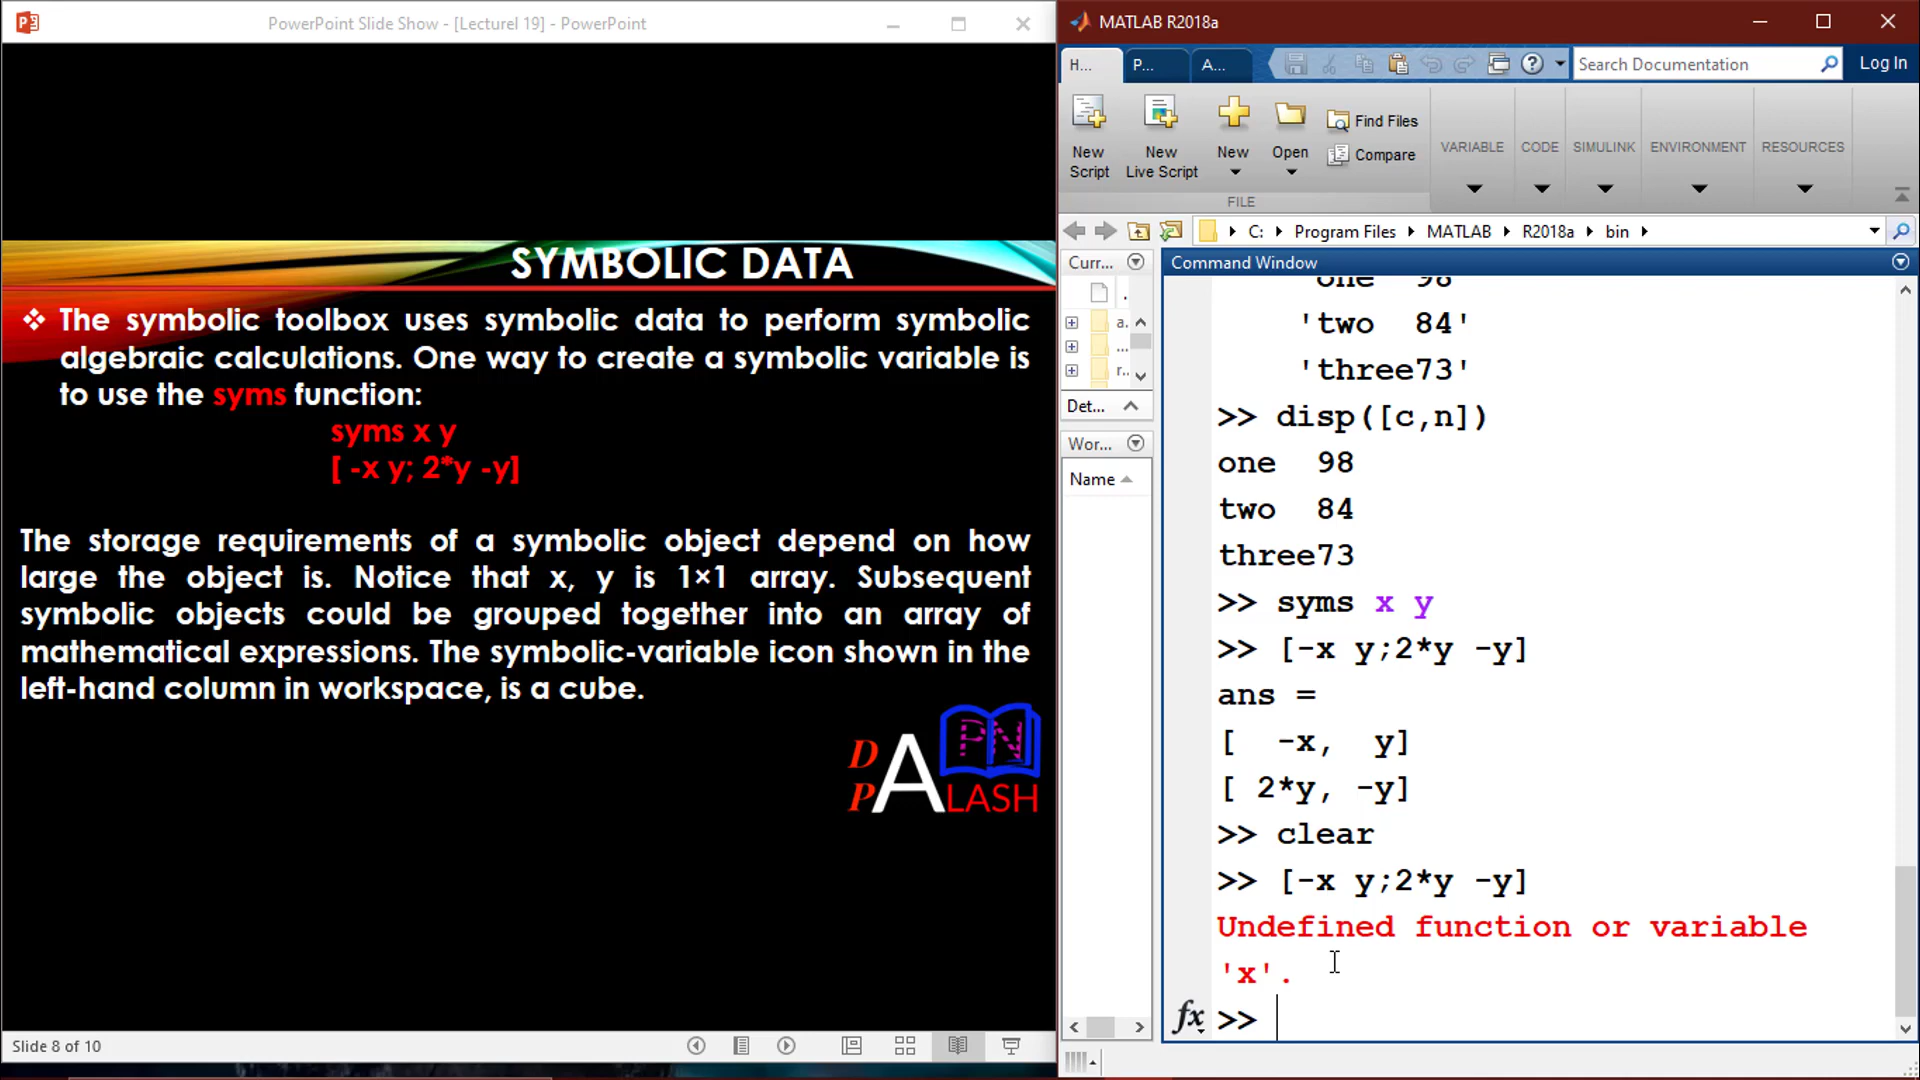 PowerPoint Slide Show - [Lecturel 19] - PowerPoint
SYMBOLIC DATA
❖ The symbolic toolbox uses symbolic data to perform symbolic
algebraic calculations. One way to create a symbolic variable is
to use the syms function:
syms x y
[ -x y; 2*y -y]
The storage requirements of a symbolic object depend on how
large the object is. Notice that x, y is 1×1 array. Subsequent
symbolic objects could be grouped together into an array of
mathematical expressions. The symbolic-variable icon shown in the
left-hand column in workspace, is a cube.
D PN
P A LASH
Slide 8 of 10
MATLAB R2018a
H... P... A... Search Documentation Log In
New Script
New Live Script
New
Open
Find Files
Compare
FILE
VARIABLE CODE SIMULINK ENVIRONMENT RESOURCES
C: Program Files MATLAB R2018a bin
Curr...
.
a.
...
r..
Det...
Wor...
Name
Command Window
'one 98'
'two 84'
'three73'
>> disp([c,n])
one 98
two 84
three73
>> syms x y
>> [-x y;2*y -y]
ans =
[ -x, y]
[ 2*y, -y]
>> clear
>> [-x y;2*y -y]
Undefined function or variable
'x'.
fx >>